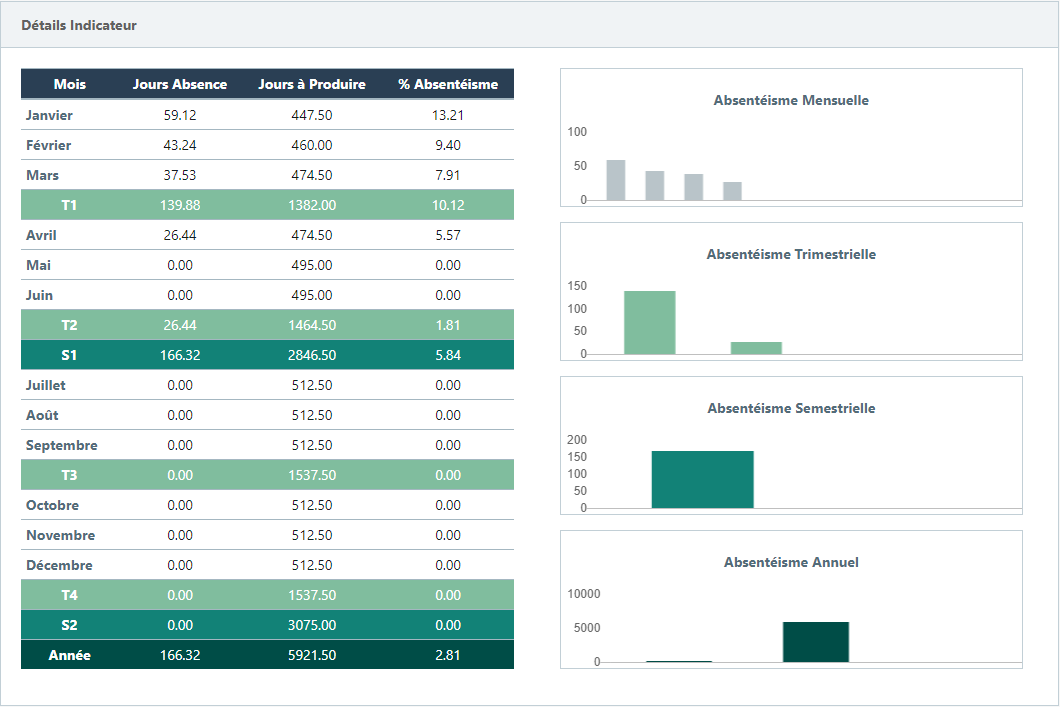 Détails Indicateur
Mois Jours Absence Jours à Produire % Absentéisme
Janvier 59.12 447.50 13.21
Février 43.24 460.00 9.40
Mars 37.53 474.50 7.91
T1 139.88 1382.00 10.12
Avril 26.44 474.50 5.57
Mai 0.00 495.00 0.00
Juin 0.00 495.00 0.00
T2 26.44 1464.50 1.81
S1 166.32 2846.50 5.84
Juillet 0.00 512.50 0.00
Août 0.00 512.50 0.00
Septembre 0.00 512.50 0.00
T3 0.00 1537.50 0.00
Octobre 0.00 512.50 0.00
Novembre 0.00 512.50 0.00
Décembre 0.00 512.50 0.00
T4 0.00 1537.50 0.00
S2 0.00 3075.00 0.00
Année 166.32 5921.50 2.81
Absentéisme Mensuelle
100
50
0
Absentéisme Trimestrielle
150
100
50
0
Absentéisme Semestrielle
200
150
100
50
0
Absentéisme Annuel
10000
5000
0